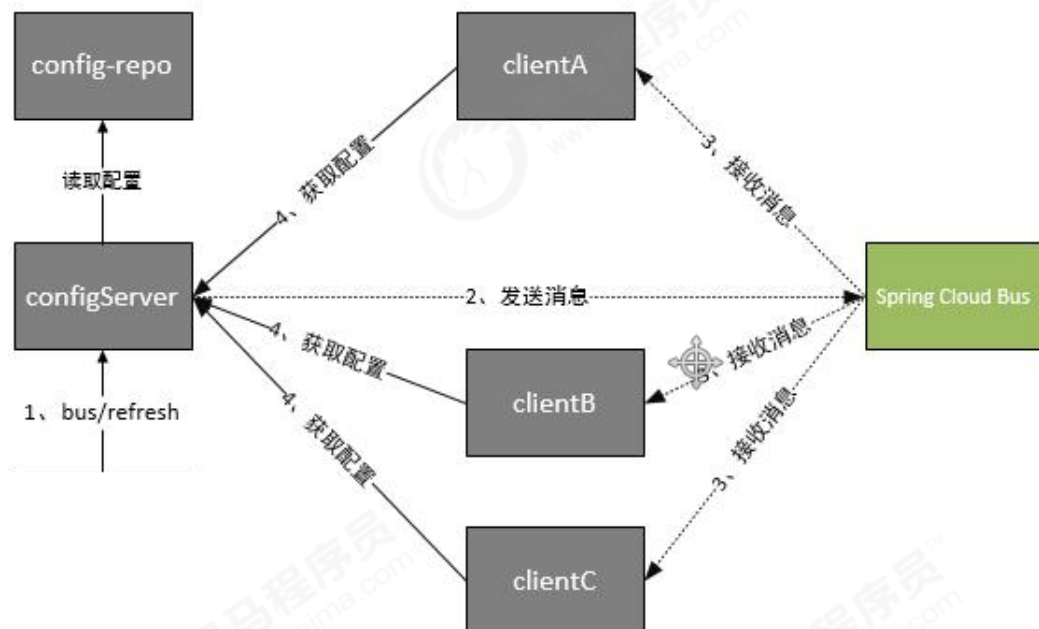 config-repo
clientA
读取配置
4、获取配置
3、接收消息
configServer
2、发送消息
Spring Cloud Bus
4、获取配置
、接收消息
1、bus/refresh
clientB
4、获取配置
3、接收消息
clientC